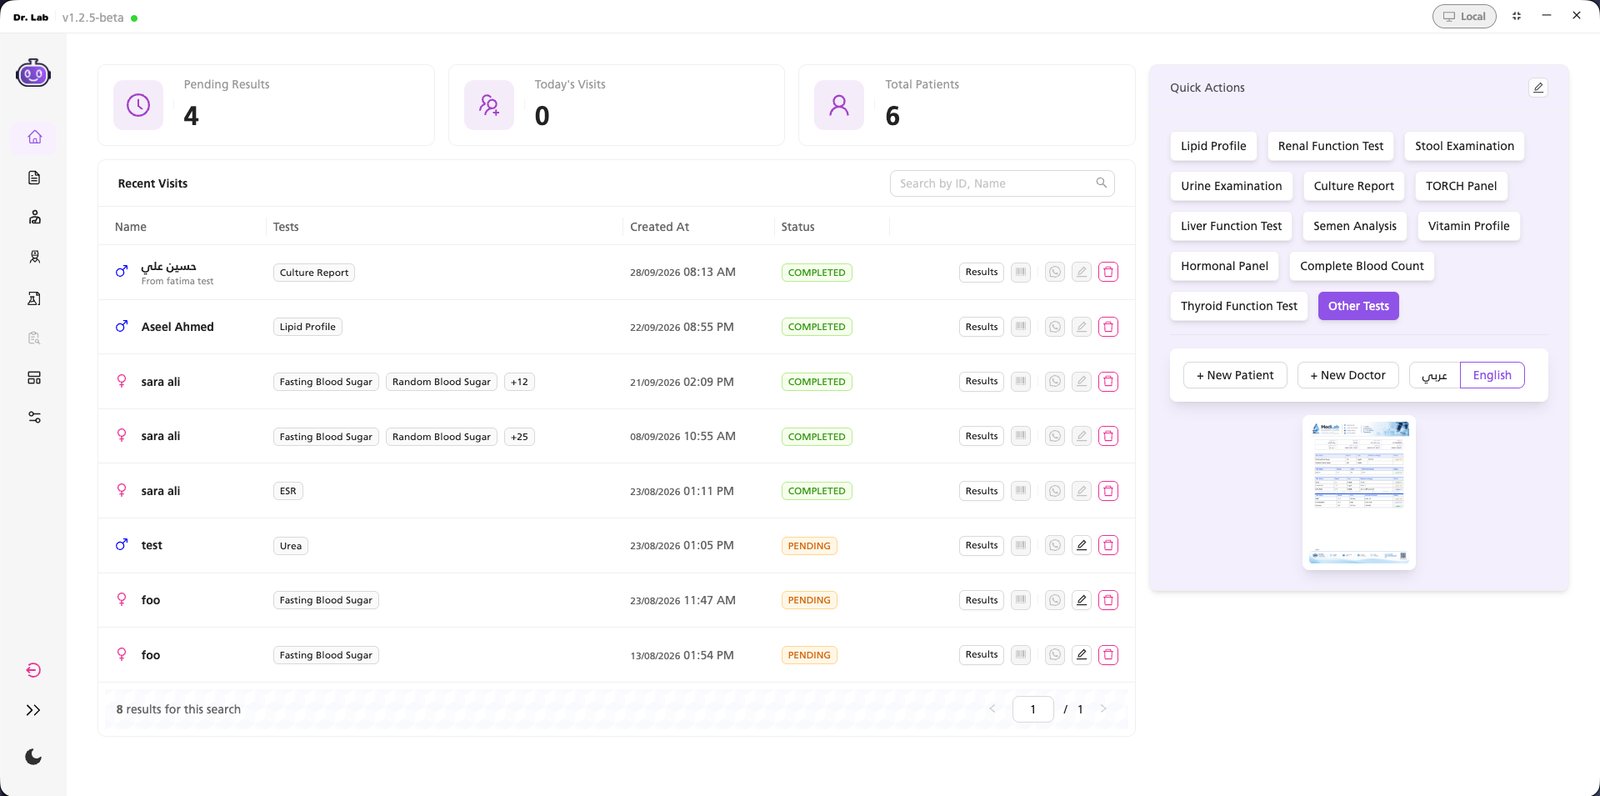 Dr. Lab v1.2.5-beta
Local
Pending Results
4
Today's Visits
0
Total Patients
6
Recent Visits
Search by ID, Name
Name Tests Created At Status
حسين علي
From fatima test
Culture Report 28/09/2026 08:13 AM COMPLETED Results
Aseel Ahmed Lipid Profile 22/09/2026 08:55 PM COMPLETED Results
sara ali Fasting Blood Sugar Random Blood Sugar +12 21/09/2026 02:09 PM COMPLETED Results
sara ali Fasting Blood Sugar Random Blood Sugar +25 08/09/2026 10:55 AM COMPLETED Results
sara ali ESR 23/08/2026 01:11 PM COMPLETED Results
test Urea 23/08/2026 01:05 PM PENDING Results
foo Fasting Blood Sugar 23/08/2026 11:47 AM PENDING Results
foo Fasting Blood Sugar 13/08/2026 01:54 PM PENDING Results
8 results for this search
1 / 1
Quick Actions
Lipid Profile Renal Function Test Stool Examination
Urine Examination Culture Report TORCH Panel
Liver Function Test Semen Analysis Vitamin Profile
Hormonal Panel Complete Blood Count
Thyroid Function Test Other Tests
+ New Patient + New Doctor عربي English
MediLab